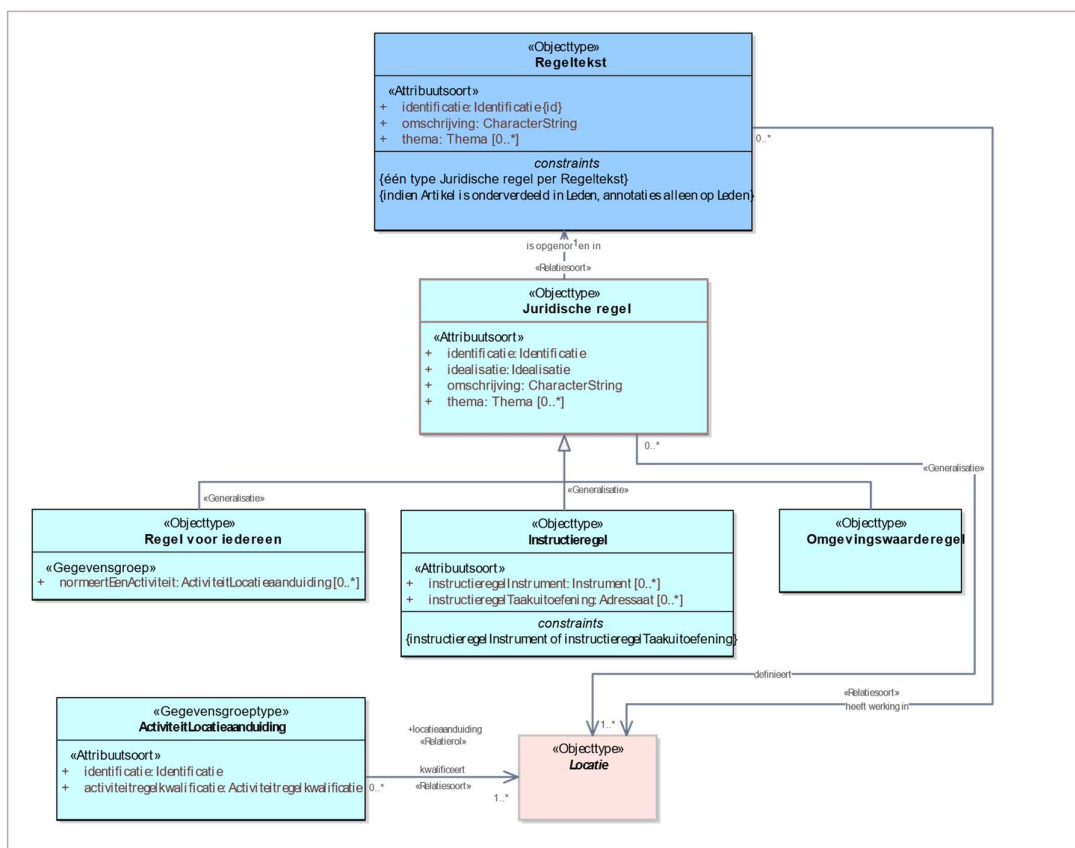 «Objecttype»
Regeltekst
«Attribuutsoort»
+ identificatie: Identificatie{id}
+ omschrijving: CharacterString
+ thema: Thema [0..*]
constraints
{één type Juridische regel per Regeltekst}
{indien Artikel is onderverdeeld in Leden, annotaties alleen op Leden}
0..*
is opgenomen in
1
«Relatiesoort»
«Objecttype»
Juridische regel
«Attribuutsoort»
+ identificatie: Identificatie
+ idealisatie: Idealisatie
+ omschrijving: CharacterString
+ thema: Thema [0..*]
0..*
«Generalisatie»
«Generalisatie»
«Generalisatie»
«Objecttype»
Regel voor iedereen
«Gegevensgroep»
+ normeertEenActiviteit: ActiviteitLocatieaanduiding [0..*]
«Objecttype»
Instructieregel
«Attribuutsoort»
+ instructieregelInstrument: Instrument [0..*]
+ instructieregelTaakuitoefening: Adressaat [0..*]
constraints
{instructieregelInstrument of instructieregelTaakuitoefening}
«Objecttype»
Omgevingswaarderegel
definieert
«Relatiesoort»
heeft werking in
1..*
«Gegevensgroeptype»
ActiviteitLocatieaanduiding
«Attribuutsoort»
+ identificatie: Identificatie
+ activiteitregelkwalificatie: Activiteitregelkwalificatie
+locatieaanduiding
«Relatierol»
kwalificeert
0..*
«Relatiesoort»
1..*
«Objecttype»
Locatie